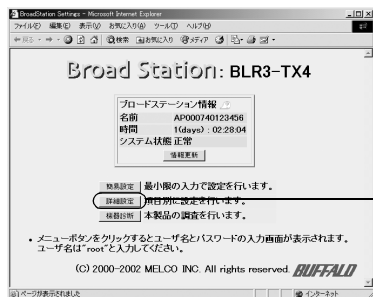 BroadStation Settings - Microsoft Internet Explorer
ファイル(F) 編集(E) 表示(V) お気に入り(A) ツール(T) ヘルプ(H)
戻る 検索 お気に入り メディア
Broad Station: BLR3-TX4
ブロードステーション情報
名前 AP000740123456
時間 1(days) : 02:28:04
システム状態 正常
情報更新
簡易設定 最小限の入力で設定を行います。
詳細設定 項目別に設定を行います。
機器診断 本製品の調査を行います。
• メニューボタンをクリックするとユーザ名とパスワードの入力画面が表示されます。
ユーザ名は"root"と入力してください。
(C) 2000-2002 MELCO INC. All rights reserved. BUFFALO
ページが表示されました インターネット